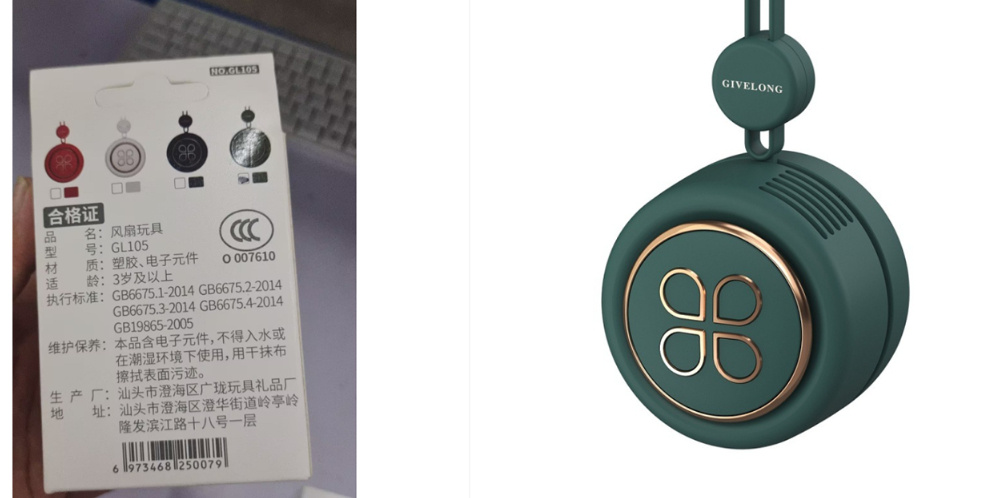 NO.GL105
合格证
品 名：风扇玩具
型 号：GL105
材 质：塑胶、电子元件
适 龄：3岁及以上
O 007610
执行标准：GB6675.1-2014 GB6675.2-2014
GB6675.3-2014 GB6675.4-2014
GB19865-2005
维护保养：本品含电子元件，不得入水或
在潮湿环境下使用，用干抹布
擦拭表面污迹。
生 产 厂：汕头市澄海区广珑玩具礼品厂
地 址：汕头市澄海区澄华街道岭亭岭
隆发滨江路十八号一层
6 973468 250079
GIVELONG